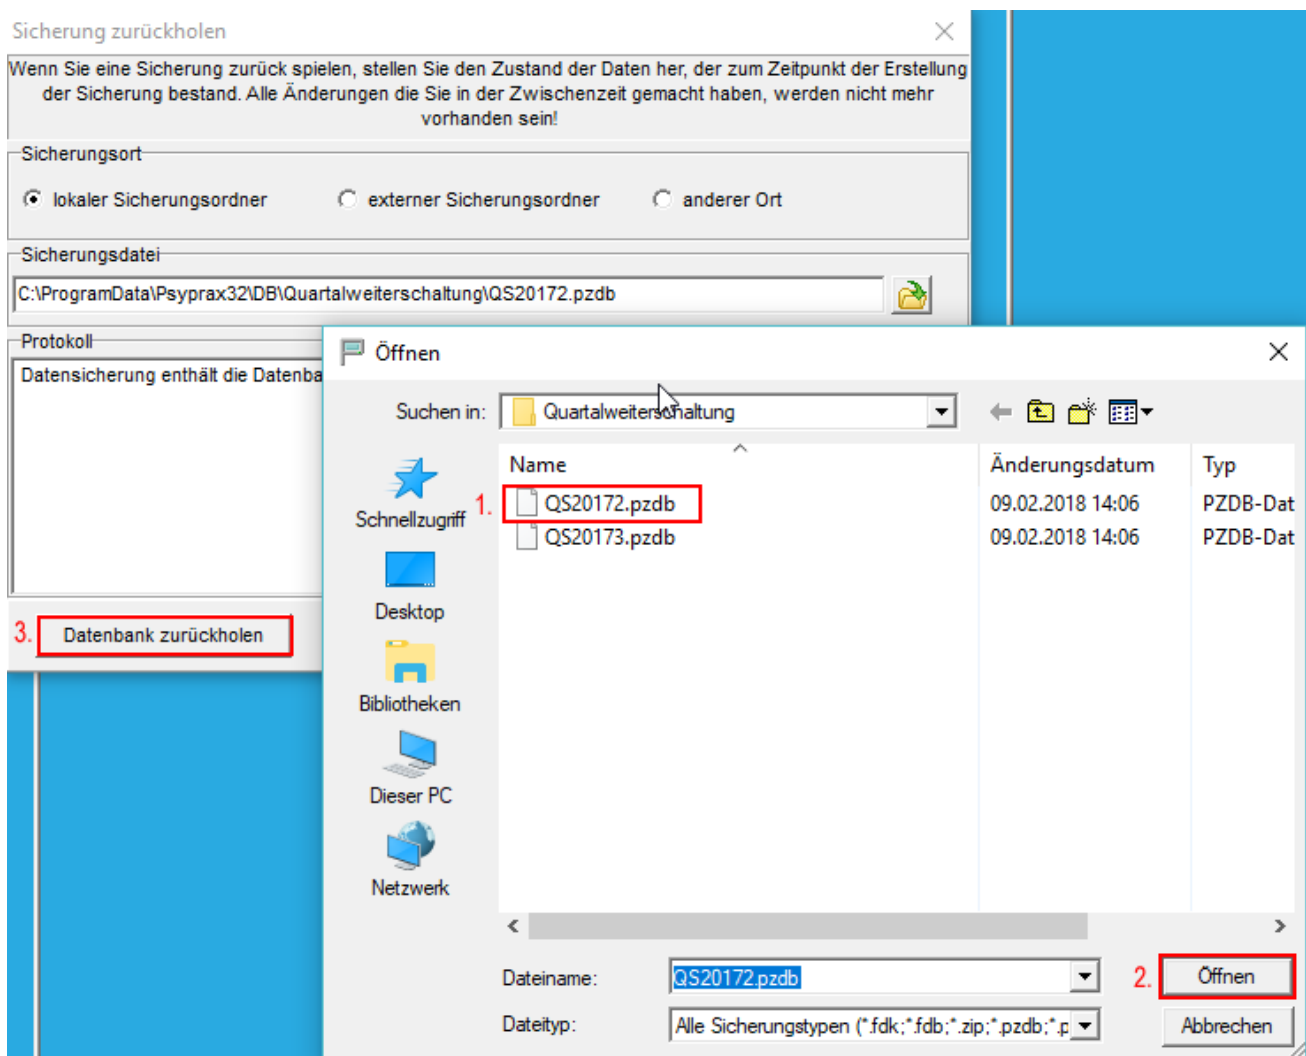 Sicherung zurückholen
Wenn Sie eine Sicherung zurück spielen, stellen Sie den Zustand der Daten her, der zum Zeitpunkt der Erstellung
der Sicherung bestand. Alle Änderungen die Sie in der Zwischenzeit gemacht haben, werden nicht mehr
vorhanden sein!
Sicherungsort
lokaler Sicherungsordner externer Sicherungsordner anderer Ort
Sicherungsdatei
C:\ProgramData\Psyprax32\DB\Quartalweiterschaltung\QS20172.pzdb
Protokoll
Datensicherung enthält die Datenba
3. Datenbank zurückholen
Öffnen
Suchen in: Quartalweiterschaltung
Name Änderungsdatum Typ
1. QS20172.pzdb 09.02.2018 14:06 PZDB-Dat
QS20173.pzdb 09.02.2018 14:06 PZDB-Dat
Schnellzugriff
Desktop
Bibliotheken
Dieser PC
Netzwerk
Dateiname: QS20172.pzdb 2. Öffnen
Dateityp: Alle Sicherungstypen (*.fdk;*.fdb;*.zip;*.pzdb;*.p Abbrechen